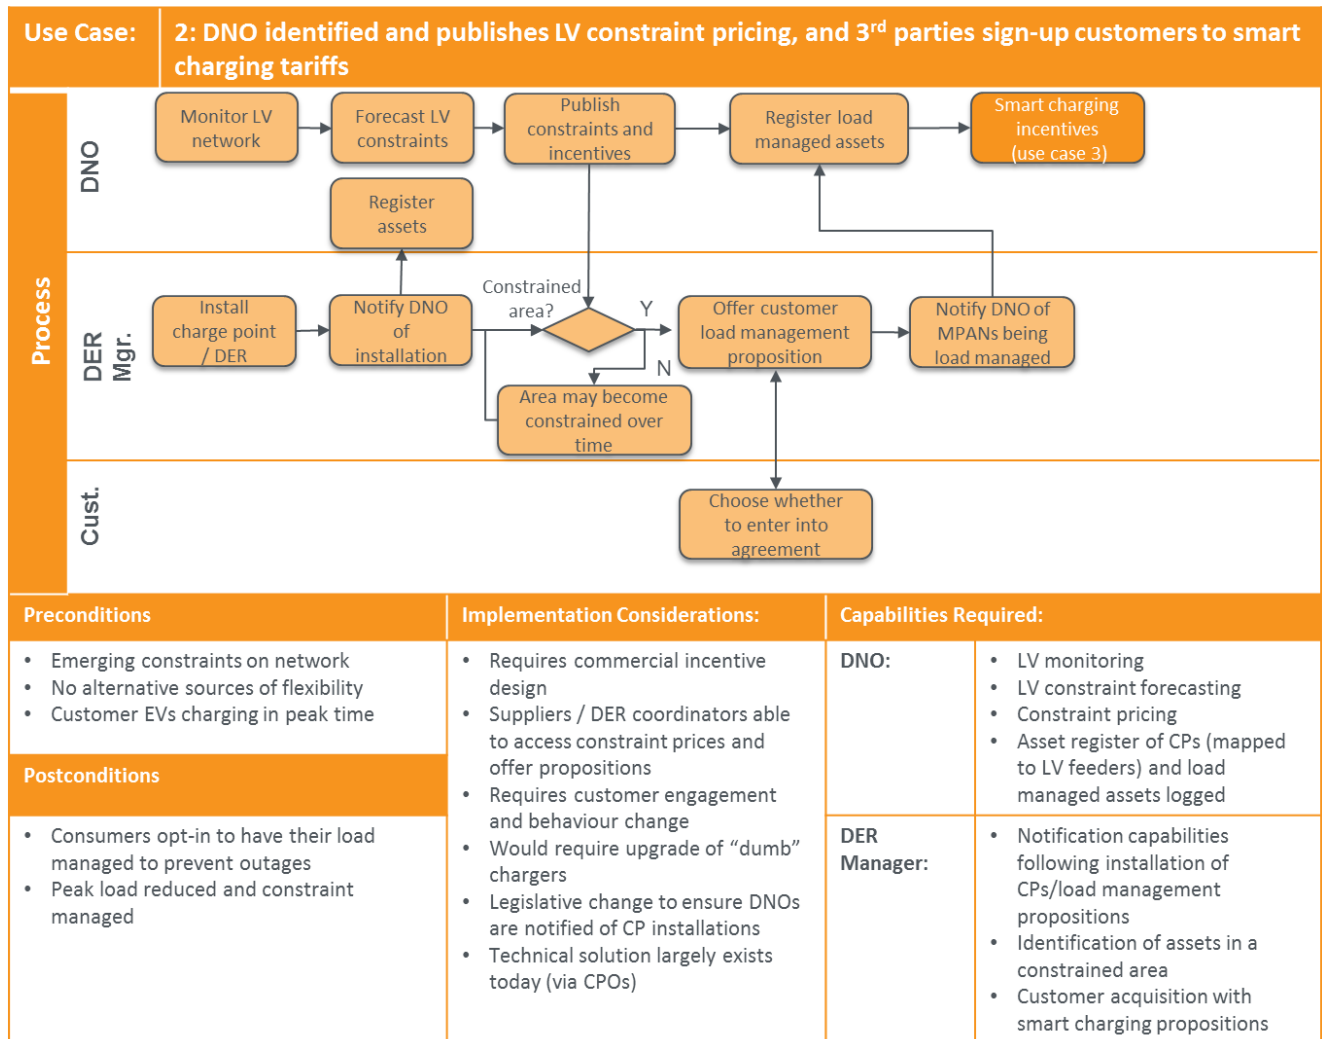 Use Case:
2: DNO identified and publishes LV constraint pricing, and 3rd parties sign-up customers to smart
charging tariffs
Process
DNO
Monitor LV
network
Forecast LV
constraints
Publish
constraints and
incentives
Register load
managed assets
Smart charging
incentives
(use case 3)
Register
assets
DER
Mgr.
Install
charge point
/ DER
Notify DNO
of
installation
Constrained
area?
Y
N
Offer customer
load management
proposition
Notify DNO of
MPANs being
load managed
Area may become
constrained over
time
Cust.
Choose whether
to enter into
agreement
Preconditions
• Emerging constraints on network
• No alternative sources of flexibility
• Customer EVs charging in peak time
Postconditions
• Consumers opt-in to have their load
managed to prevent outages
• Peak load reduced and constraint
managed
Implementation Considerations:
• Requires commercial incentive
design
• Suppliers / DER coordinators able
to access constraint prices and
offer propositions
• Requires customer engagement
and behaviour change
• Would require upgrade of “dumb”
chargers
• Legislative change to ensure DNOs
are notified of CP installations
• Technical solution largely exists
today (via CPOs)
Capabilities Required:
DNO:
• LV monitoring
• LV constraint forecasting
• Constraint pricing
• Asset register of CPs (mapped
to LV feeders) and load
managed assets logged
DER
Manager:
• Notification capabilities
following installation of
CPs/load management
propositions
• Identification of assets in a
constrained area
• Customer acquisition with
smart charging propositions